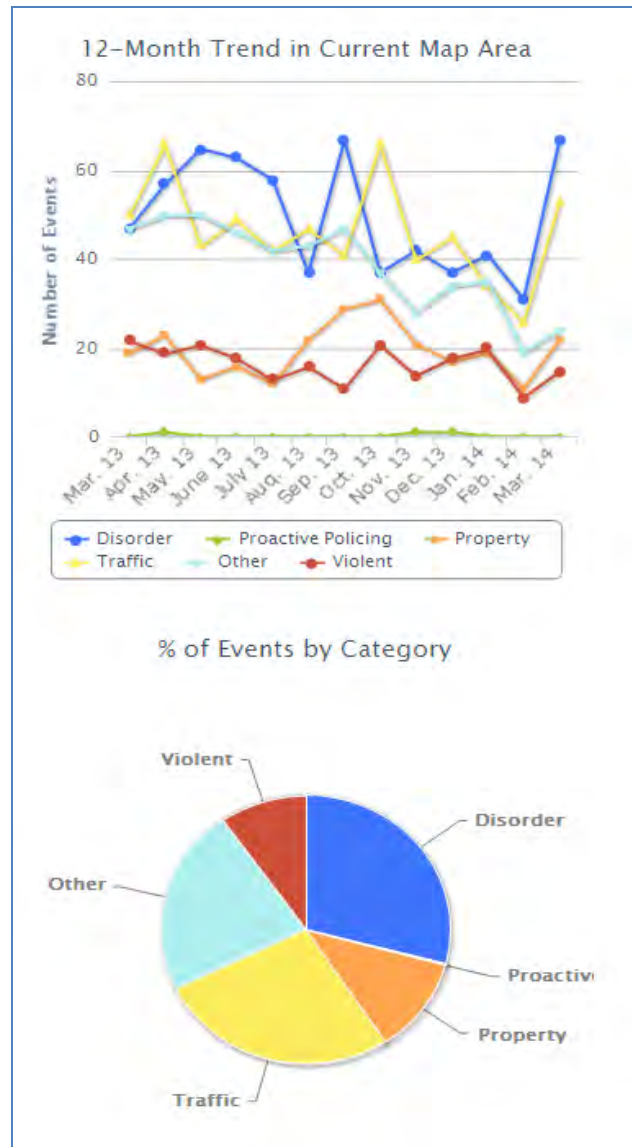 12-Month Trend in Current Map Area
80
60
40
20
0
Number of Events
Mar. 13
Apr. 13
May. 13
June 13
July 13
Aug. 13
Sep. 13
Oct. 13
Nov. 13
Dec. 13
Jan. 14
Feb. 14
Mar. 14
Disorder Proactive Policing Property
Traffic Other Violent
% of Events by Category
Violent
Disorder
Other
Proactiv
Property
Traffic